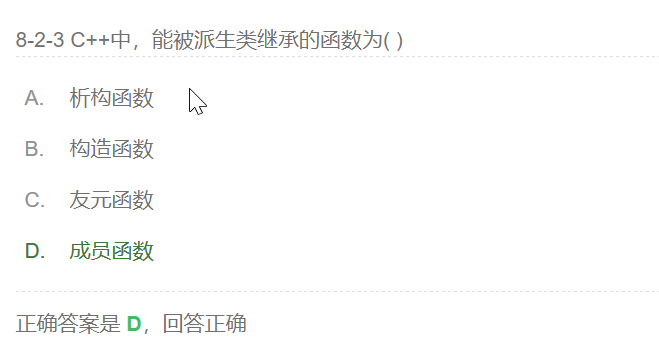 8-2-3 C++中，能被派生类继承的函数为( )
A. 析构函数
B. 构造函数
C. 友元函数
D. 成员函数
正确答案是 D，回答正确